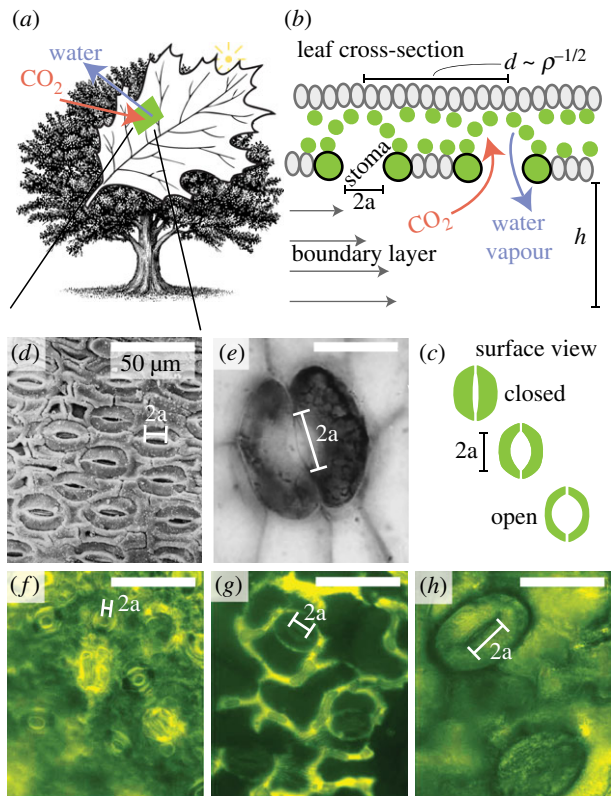 (a)
water
CO2
(b)
leaf cross-section
d ~ ρ^−1/2
stoma
2a
CO2
water
vapour
boundary layer
h
(d)
50 μm
2a
(e)
2a
(c)
surface view
closed
2a
open
(f)
2a
(g)
2a
(h)
2a